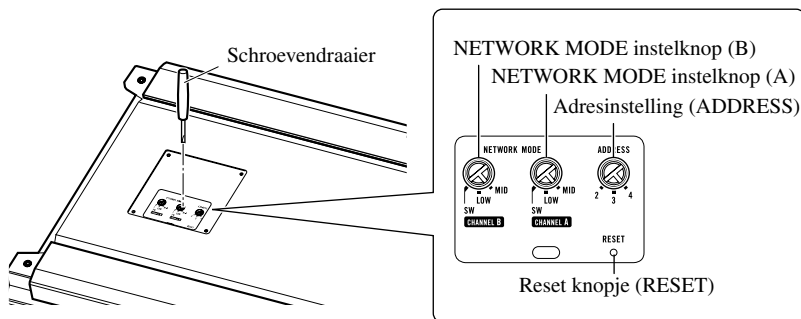 Schroevendraaier
NETWORK MODE instelknop (B)
NETWORK MODE instelknop (A)
Adresinstelling (ADDRESS)
NETWORK MODE
ADDRESS
MID
LOW
SW
CHANNEL B
MID
LOW
SW
CHANNEL A
2
3
4
RESET
Reset knopje (RESET)